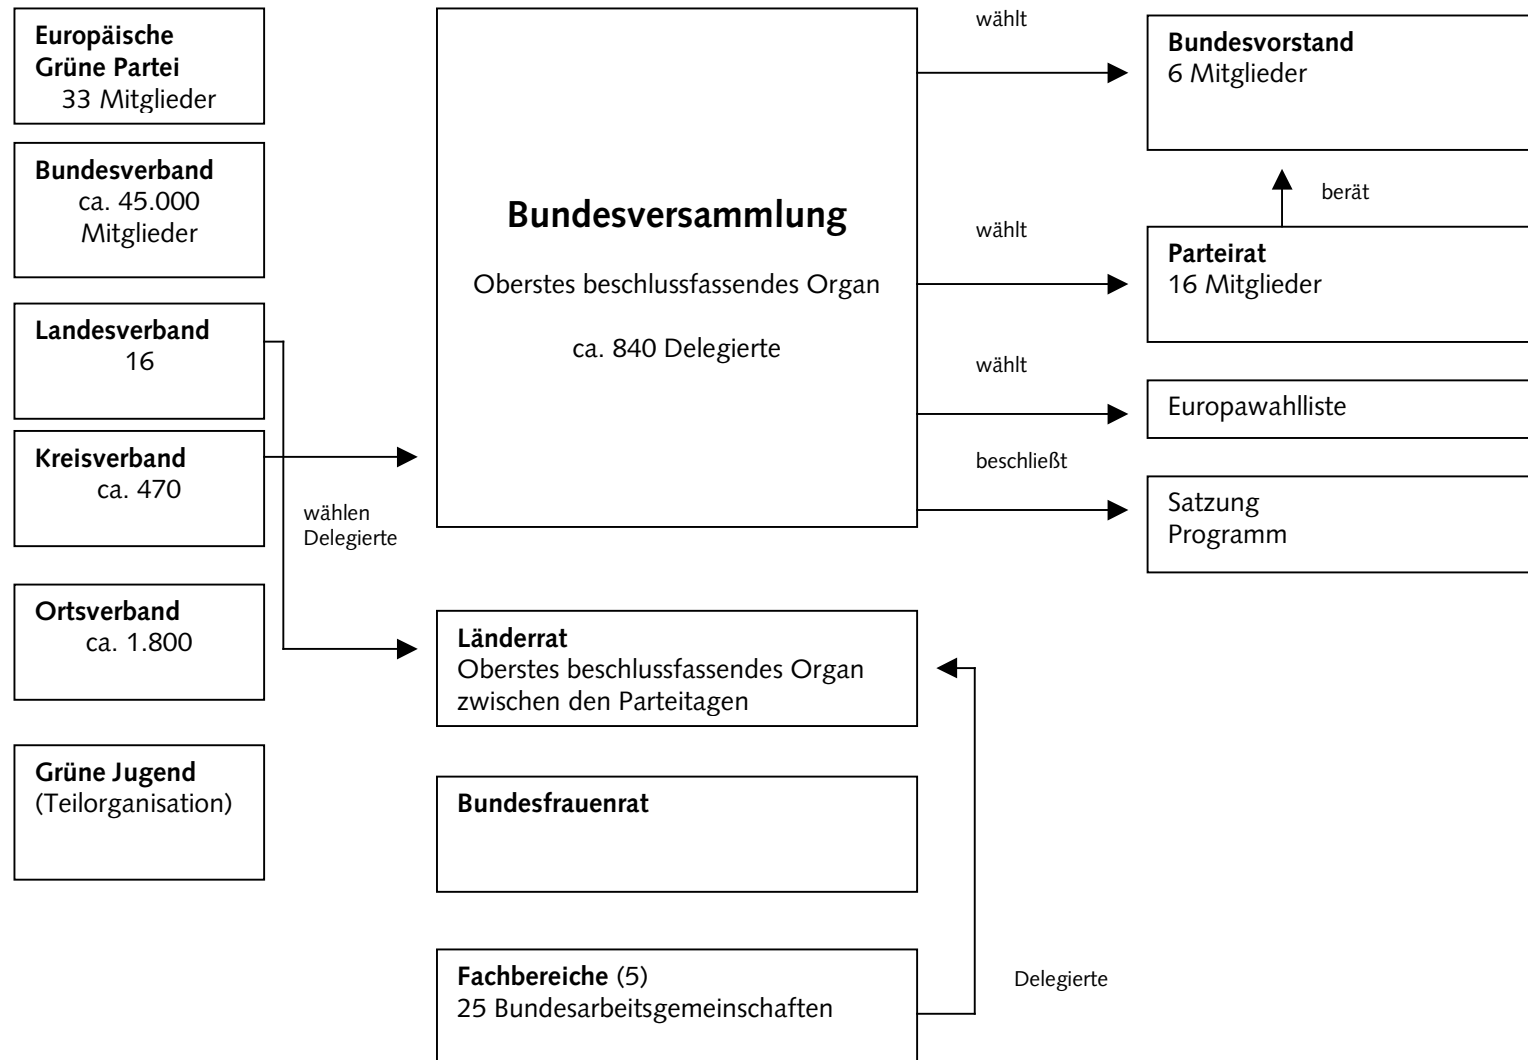 Europäische
Grüne Partei
33 Mitglieder
Bundesverband
ca. 45.000
Mitglieder
Landesverband
16
Kreisverband
ca. 470
Ortsverband
ca. 1.800
Grüne Jugend
(Teilorganisation)
wählen
Delegierte
Bundesversammlung
Oberstes beschlussfassendes Organ
ca. 840 Delegierte
Länderrat
Oberstes beschlussfassendes Organ
zwischen den Parteitagen
Bundesfrauenrat
Fachbereiche (5)
25 Bundesarbeitsgemeinschaften
Delegierte
wählt
Bundesvorstand
6 Mitglieder
berät
wählt
Parteirat
16 Mitglieder
wählt
Europawahlliste
beschließt
Satzung
Programm